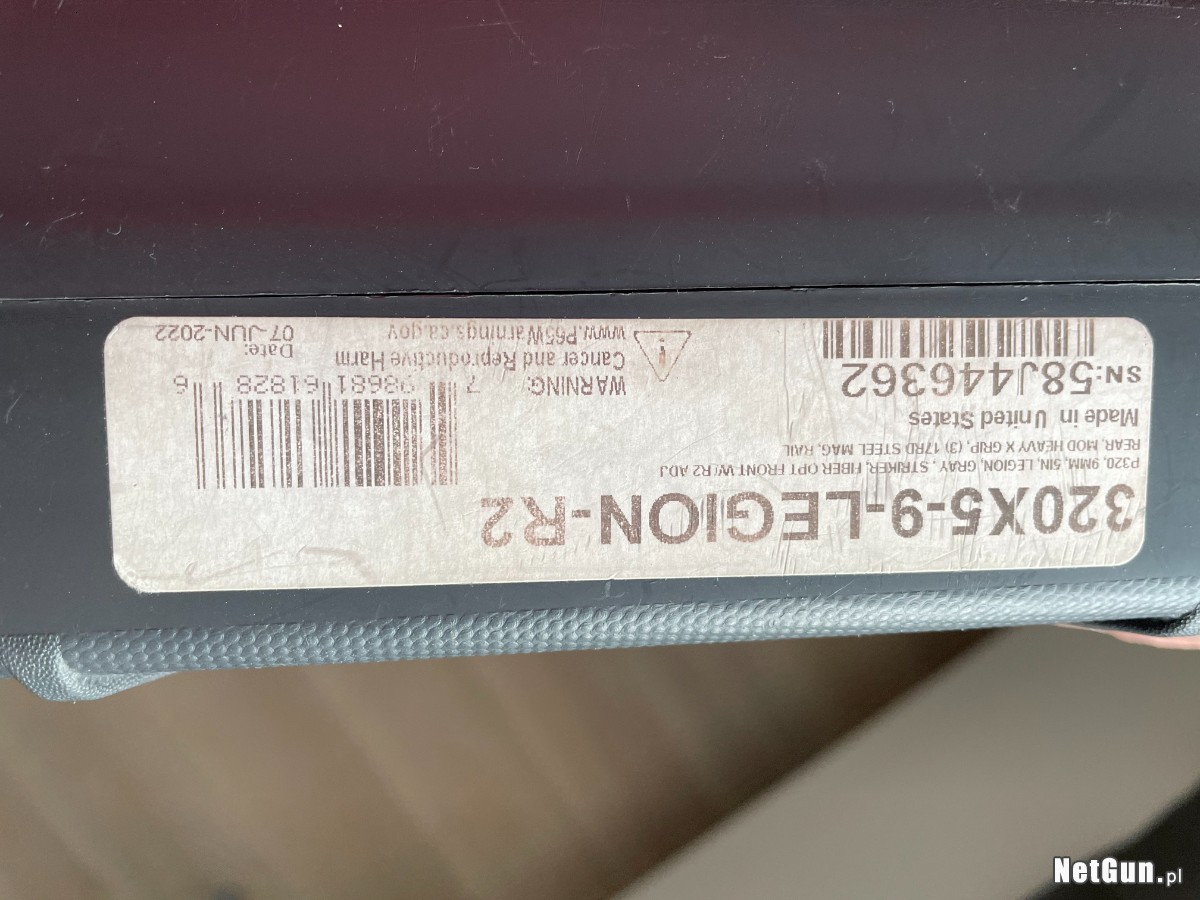 320X5-9-LEGION-R2
P320, 9MM, 5IN, LEGION, GRAY , STRIKER, FIBER OPT FRONT W/ R2 ADJ
REAR, MOD HEAVY X GRIP, (3) 17RD STEEL MAG, RAIL
Made in United States
SN:58J446362
7 98681 61828 6
WARNING:
Cancer and Reproductive Harm
www.P65Warnings.ca.gov
Date:
07-JUN-2022
NetGun.pl